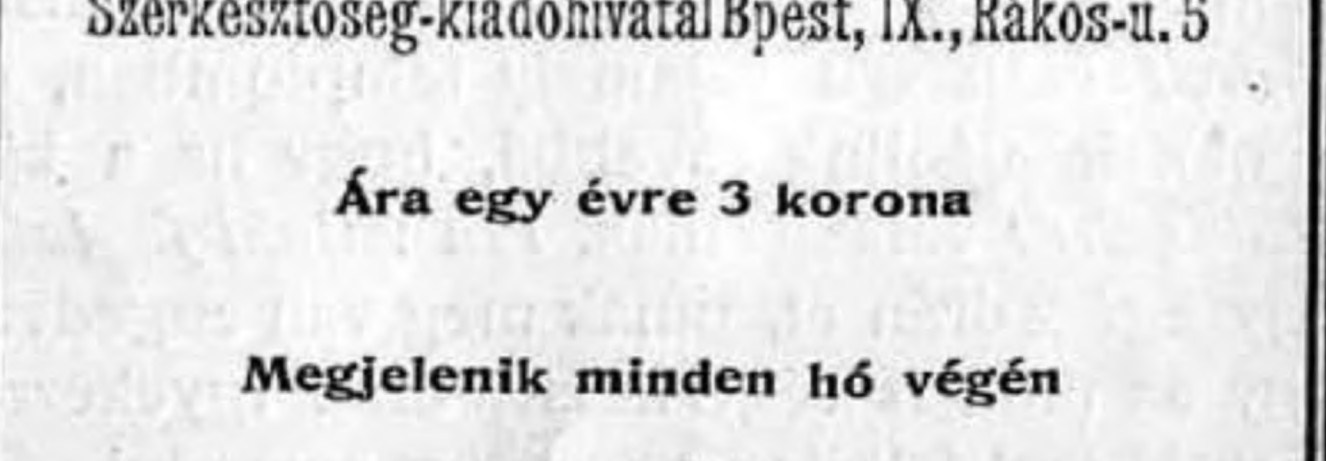 Szerkesztőség-kiadóhivatal Bpest, IX., Rákos-u. 5
Ára egy évre 3 korona
Megjelenik minden hó végén